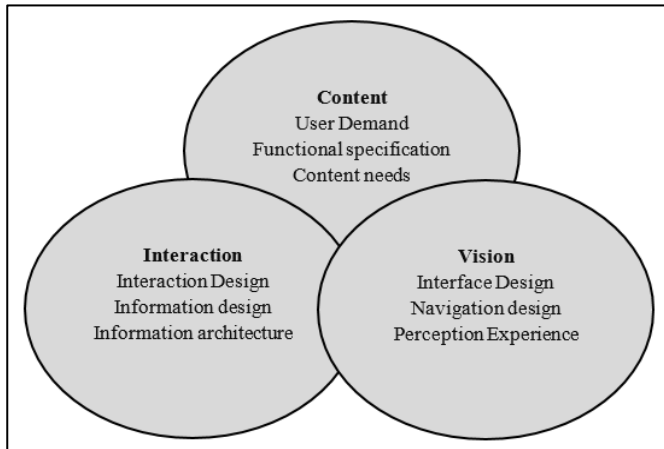 Content
User Demand
Functional specification
Content needs
Interaction
Interaction Design
Information design
Information architecture
Vision
Interface Design
Navigation design
Perception Experience